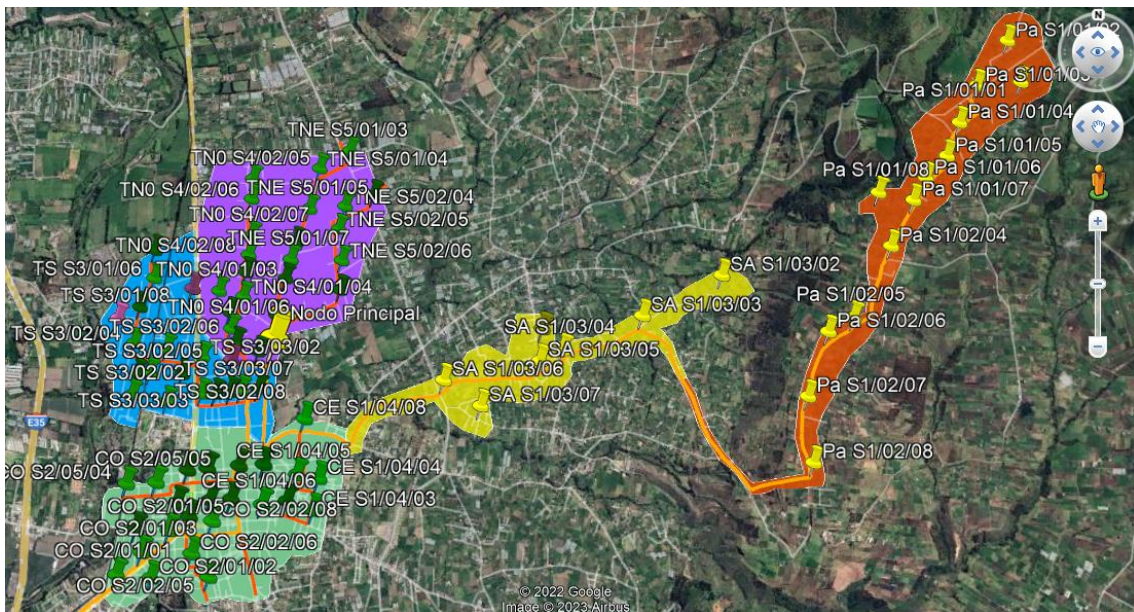 Pa S1/01/02
N
Pa S1/01/03
Pa S1/01/01
Pa S1/01/04
TNE S5/01/03
Pa S1/01/05
TN0 S4/02/05
TNE S5/01/04
Pa S1/01/06
Pa S1/01/08
Pa S1/01/07
TN0 S4/02/06
TNE S5/01/05
TNE S5/02/04
TN0 S4/02/07
TNE S5/02/05
TNE S5/01/07
Pa S1/02/04
TN0 S4/02/08
TNE S5/02/06
TS S3/01/06
TN0 S4/01/03
SA S1/03/02
TS S3/01/08
TN0 S4/01/04
Pa S1/02/05
TN0 S4/01/06
Nodo Principal
SA S1/03/03
Pa S1/02/06
TS S3/02/04
TS S3/02/06
SA S1/03/04
TS S3/02/05
TS S3/03/02
SA S1/03/05
TS S3/02/02
TS S3/03/07
SA S1/03/06
Pa S1/02/07
TS S3/03/03
TS S3/02/08
SA S1/03/07
CE S1/04/08
E35
CE S1/04/05
Pa S1/02/08
CO S2/05/04
CO S2/05/05
CE S1/04/04
CE S1/04/06
CE S1/04/03
CO S2/01/05
CO S2/02/08
CO S2/01/03
CO S2/01/01
CO S2/02/06
CO S2/01/02
CO S2/02/05
© 2022 Google
Image © 2023 Airbus